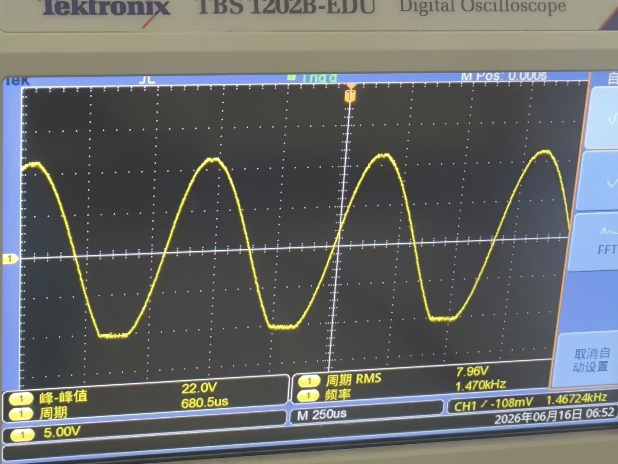 Tektronix TBS 1202B-EDU Digital Oscilloscope
Tek Trig'd M Pos: 0.000s
1
FFT
取消自
动设置
1 峰-峰值 22.0V 1 周期 RMS 7.96V
1 周期 680.5us 1 频率 1.470kHz
1 5.00V M 250us CH1 -108mV 1.46724kHz
2026年06月16日 06:52